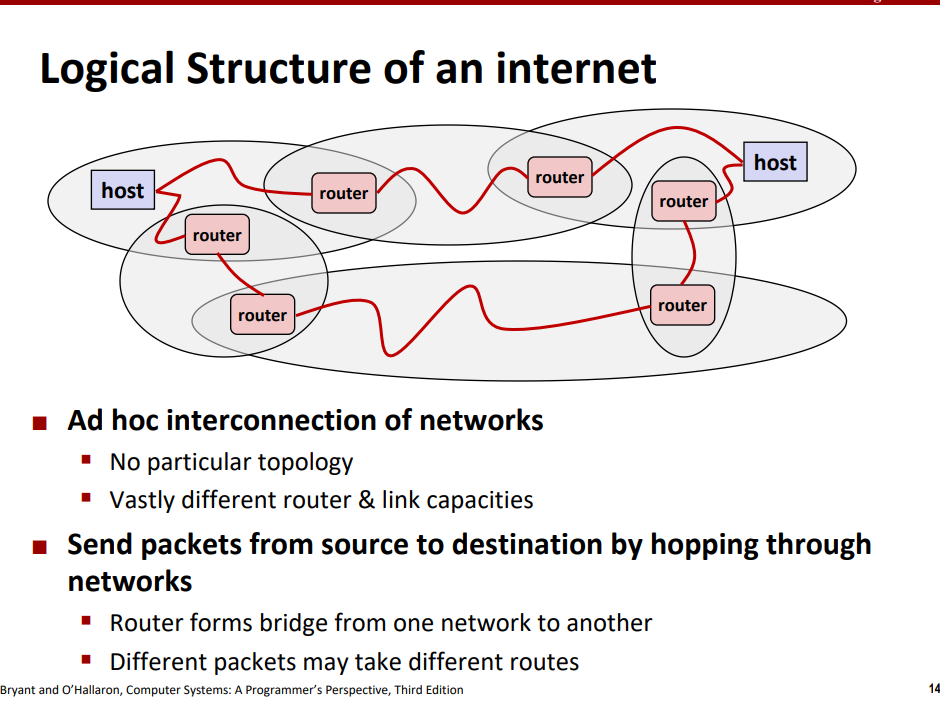 Logical Structure of an internet
host
router
router
host
router
router
router
router
■ Ad hoc interconnection of networks
▪ No particular topology
▪ Vastly different router & link capacities
■ Send packets from source to destination by hopping through
networks
▪ Router forms bridge from one network to another
▪ Different packets may take different routes
Bryant and O’Hallaron, Computer Systems: A Programmer’s Perspective, Third Edition
14